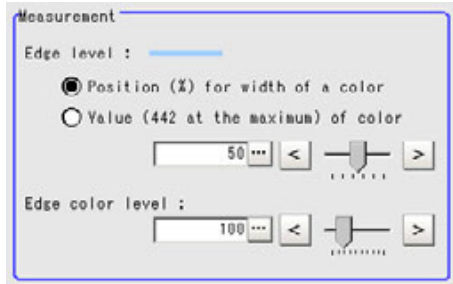 Measurement
Edge level :
Position (%) for width of a color
Value (442 at the maximum) of color
50 ... < >
Edge color level :
100 ... < >